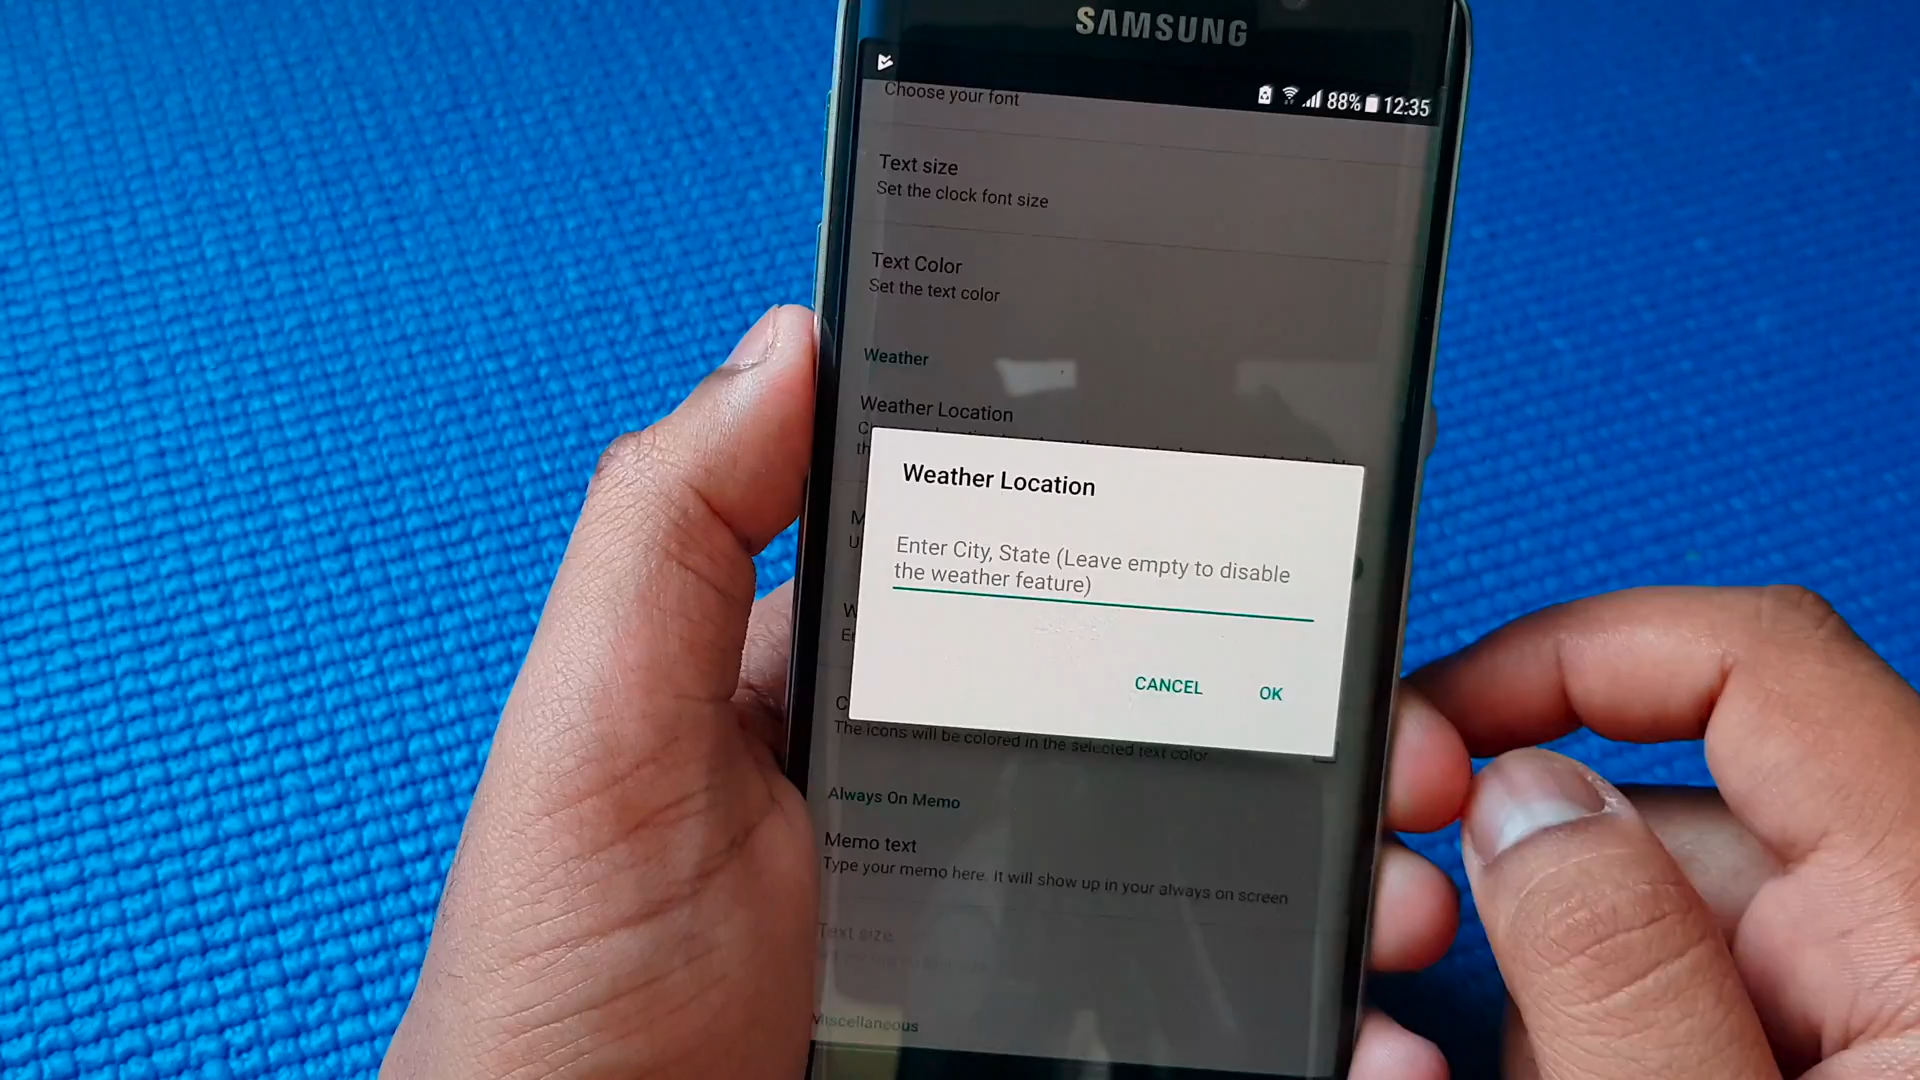 SAMSUNG
88% 12:35
Choose your font
Text size
Set the clock font size
Text Color
Set the text color
Weather
Weather Location
Weather Location
Enter City, State (Leave empty to disable
the weather feature)
CANCEL OK
The icons will be colored in the selected text color
Always On Memo
Memo text
Type your memo here. It will show up in your always on screen
Text size
Miscellaneous